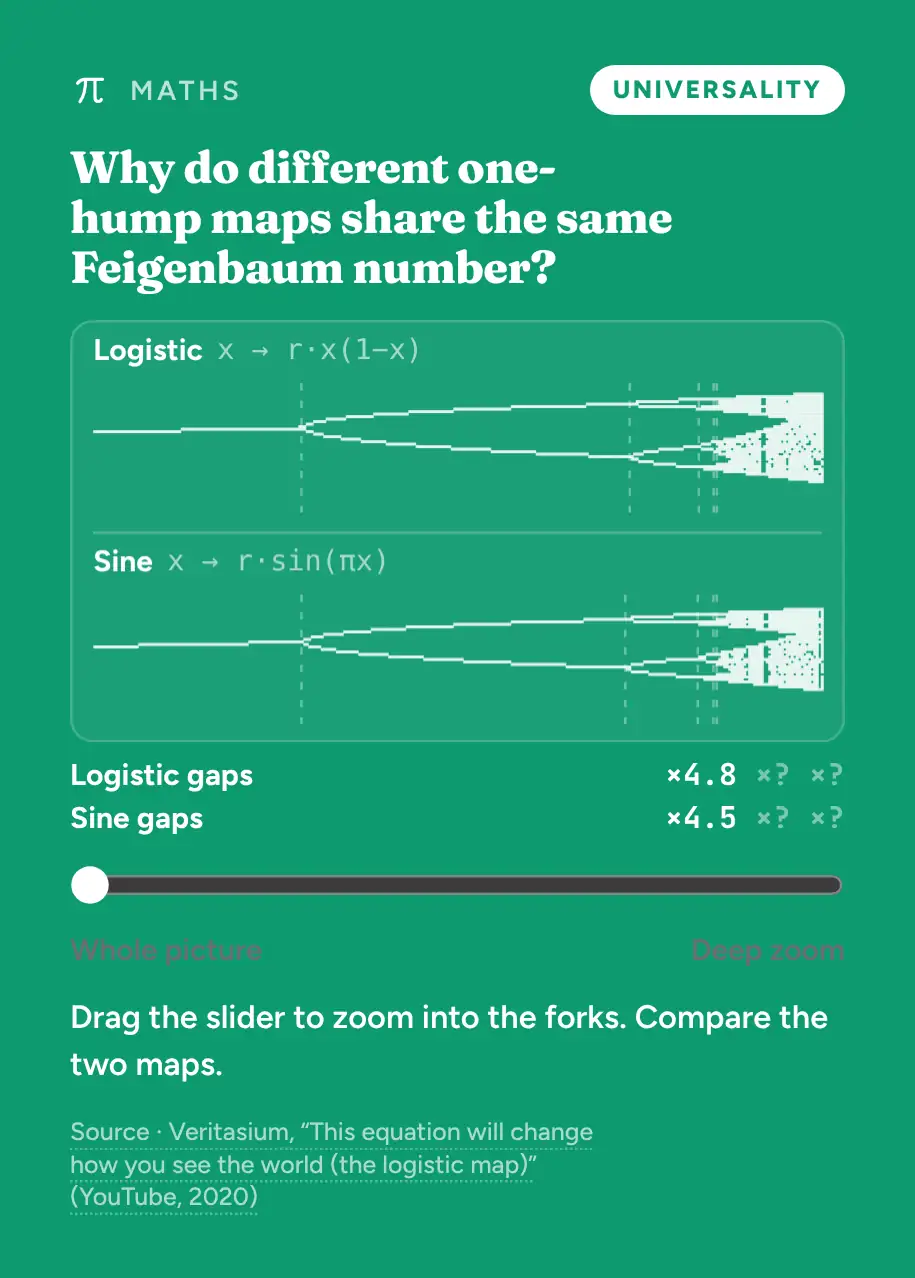 π MATHS
UNIVERSALITY
Why do different one-
hump maps share the same
Feigenbaum number?
Logistic x → r·x(1−x)
Sine x → r·sin(πx)
Logistic gaps ×4.8 ×? ×?
Sine gaps ×4.5 ×? ×?
Whole picture Deep zoom
Drag the slider to zoom into the forks. Compare the
two maps.
Source · Veritasium, “This equation will change
how you see the world (the logistic map)”
(YouTube, 2020)